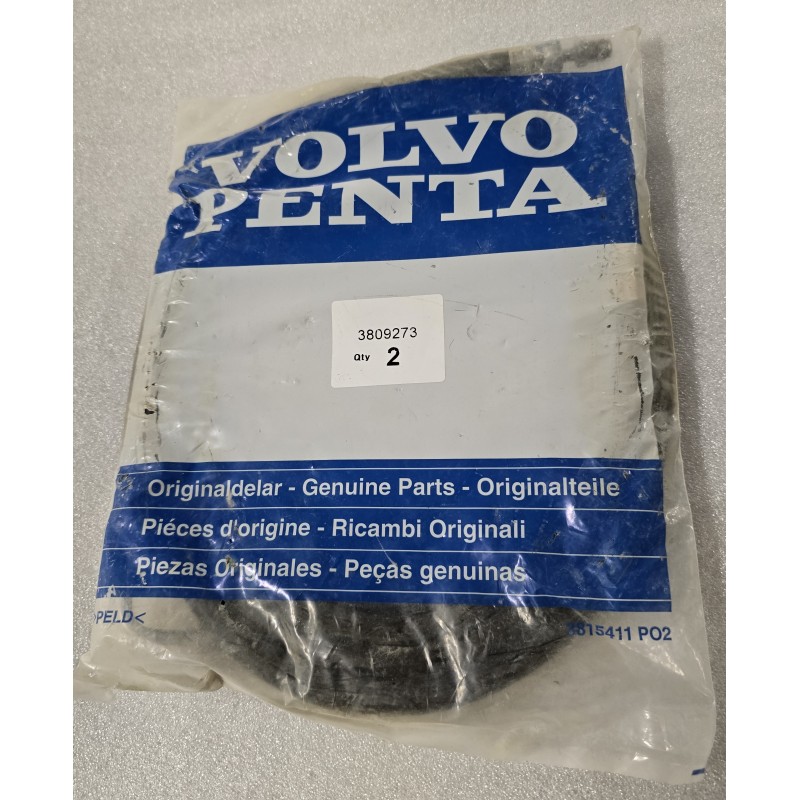 VOLVO
PENTA
3809273
Qty 2
Originaldelar - Genuine Parts - Originalteile
Piéces d'origine - Ricambi Originali
Piezas Originales - Peças genuinas
PELD<
3815411 PO2